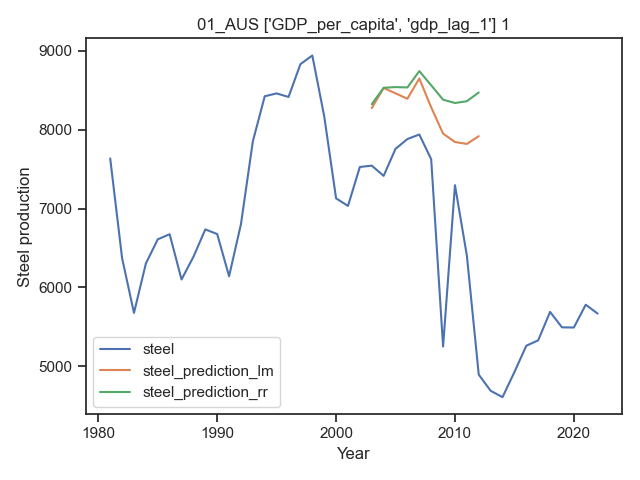 01_AUS ['GDP_per_capita', 'gdp_lag_1'] 1
9000
8000
7000
6000
5000
Steel production
steel
steel_prediction_lm
steel_prediction_rr
1980
1990
2000
2010
2020
Year